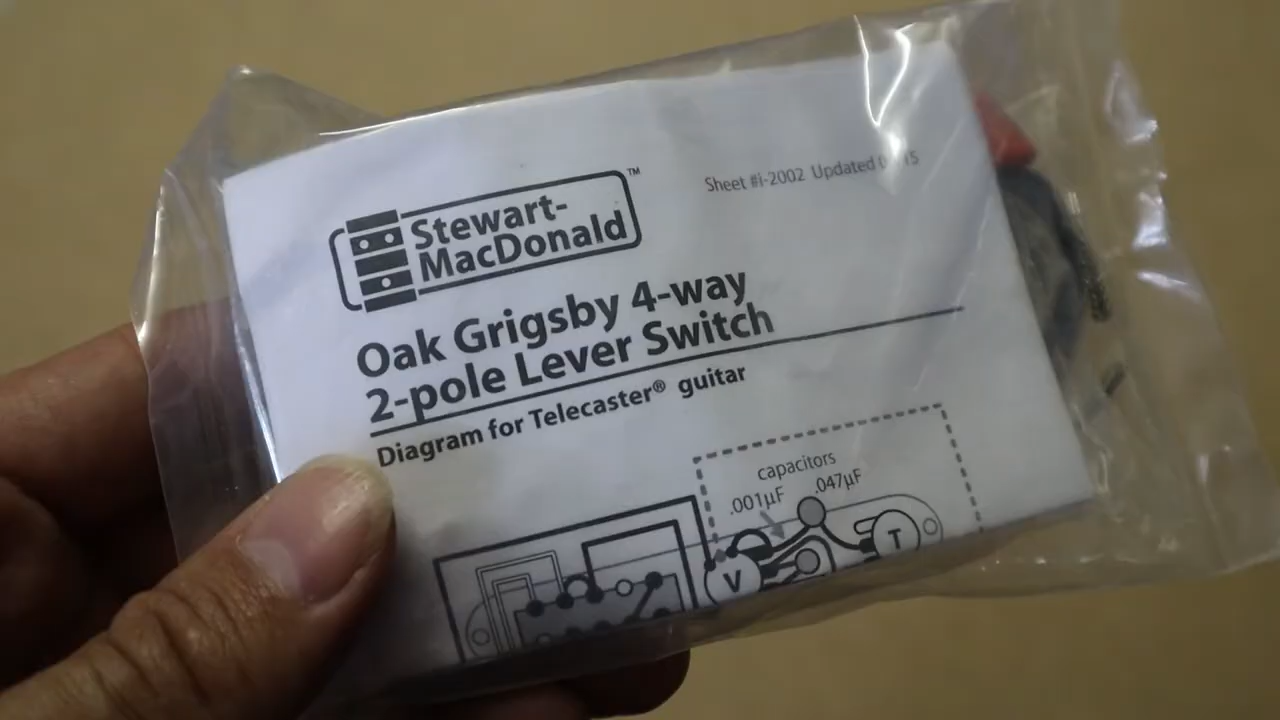 Stewart-
MacDonald™
Sheet #i-2002 Updated
Oak Grigsby 4-way
2-pole Lever Switch
Diagram for Telecaster® guitar
capacitors
.001µF
.047µF
V
T